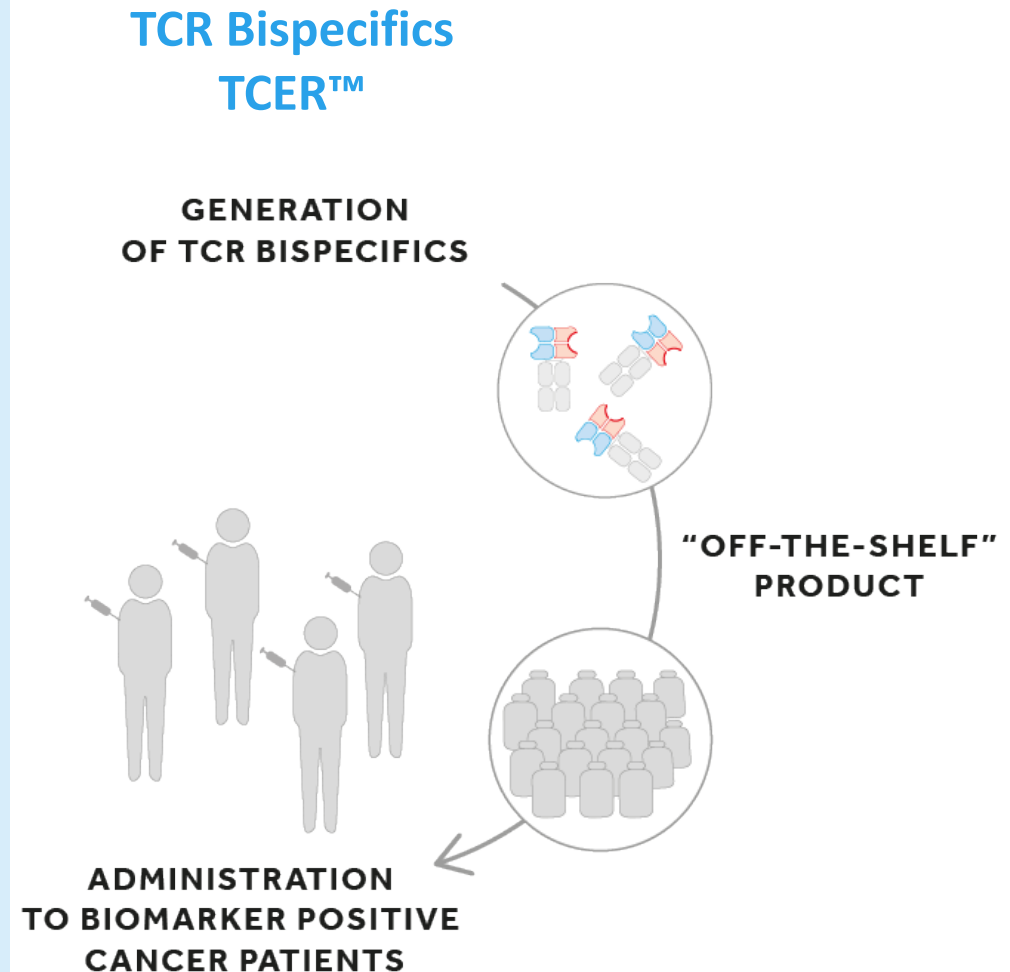 TCR Bispecifics
TCER™
GENERATION
OF TCR BISPECIFICS
“OFF-THE-SHELF”
PRODUCT
ADMINISTRATION
TO BIOMARKER POSITIVE
CANCER PATIENTS